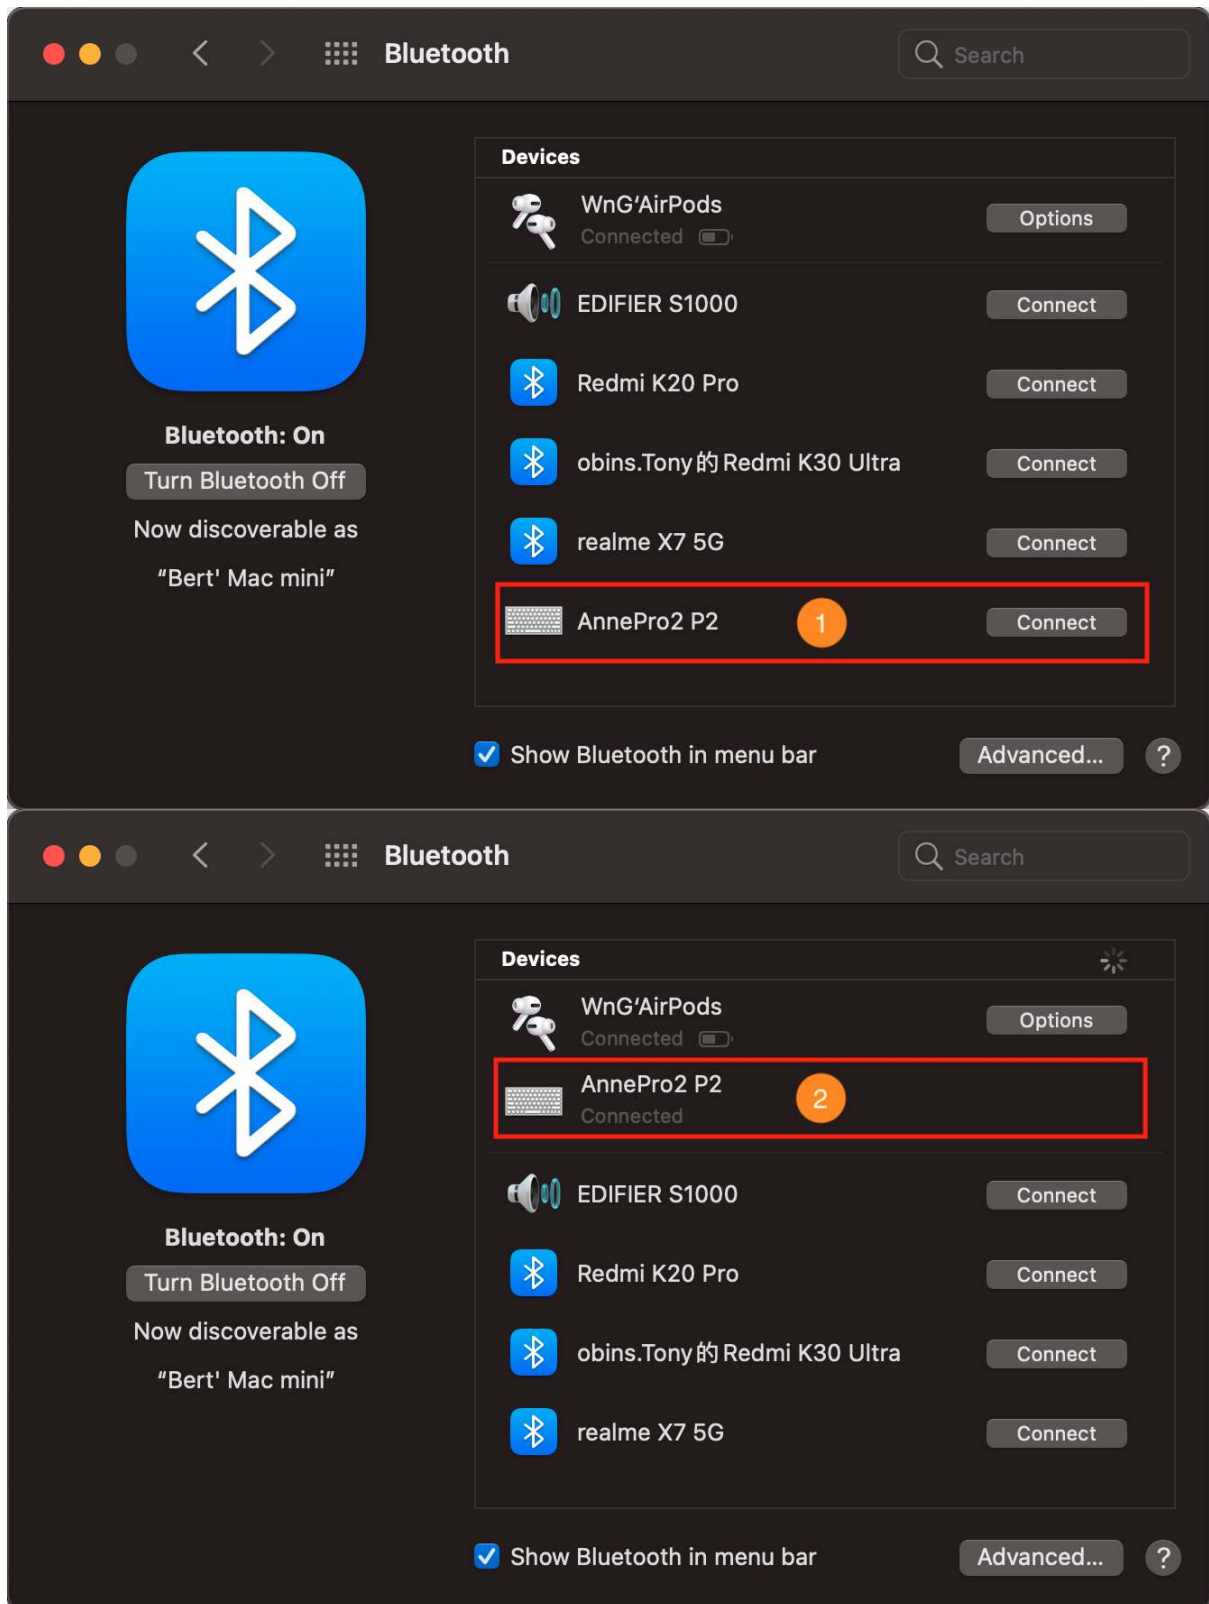 Bluetooth
Search
Devices
WnG‘AirPods
Connected
Options
EDIFIER S1000
Connect
Redmi K20 Pro
Connect
obins.Tony的Redmi K30 Ultra
Connect
realme X7 5G
Connect
AnnePro2 P2
1
Connect
Bluetooth: On
Turn Bluetooth Off
Now discoverable as
“Bert' Mac mini”
Show Bluetooth in menu bar
Advanced...
?
Bluetooth
Search
Devices
WnG‘AirPods
Connected
Options
AnnePro2 P2
Connected
2
EDIFIER S1000
Connect
Redmi K20 Pro
Connect
obins.Tony的Redmi K30 Ultra
Connect
realme X7 5G
Connect
Bluetooth: On
Turn Bluetooth Off
Now discoverable as
“Bert' Mac mini”
Show Bluetooth in menu bar
Advanced...
?